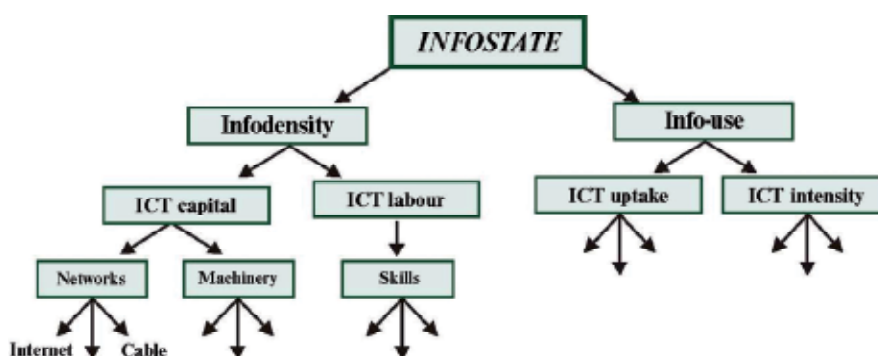 INFOSTATE
Infodensity
Info-use
ICT capital
ICT labour
ICT uptake
ICT intensity
Networks
Machinery
Skills
Internet
Cable